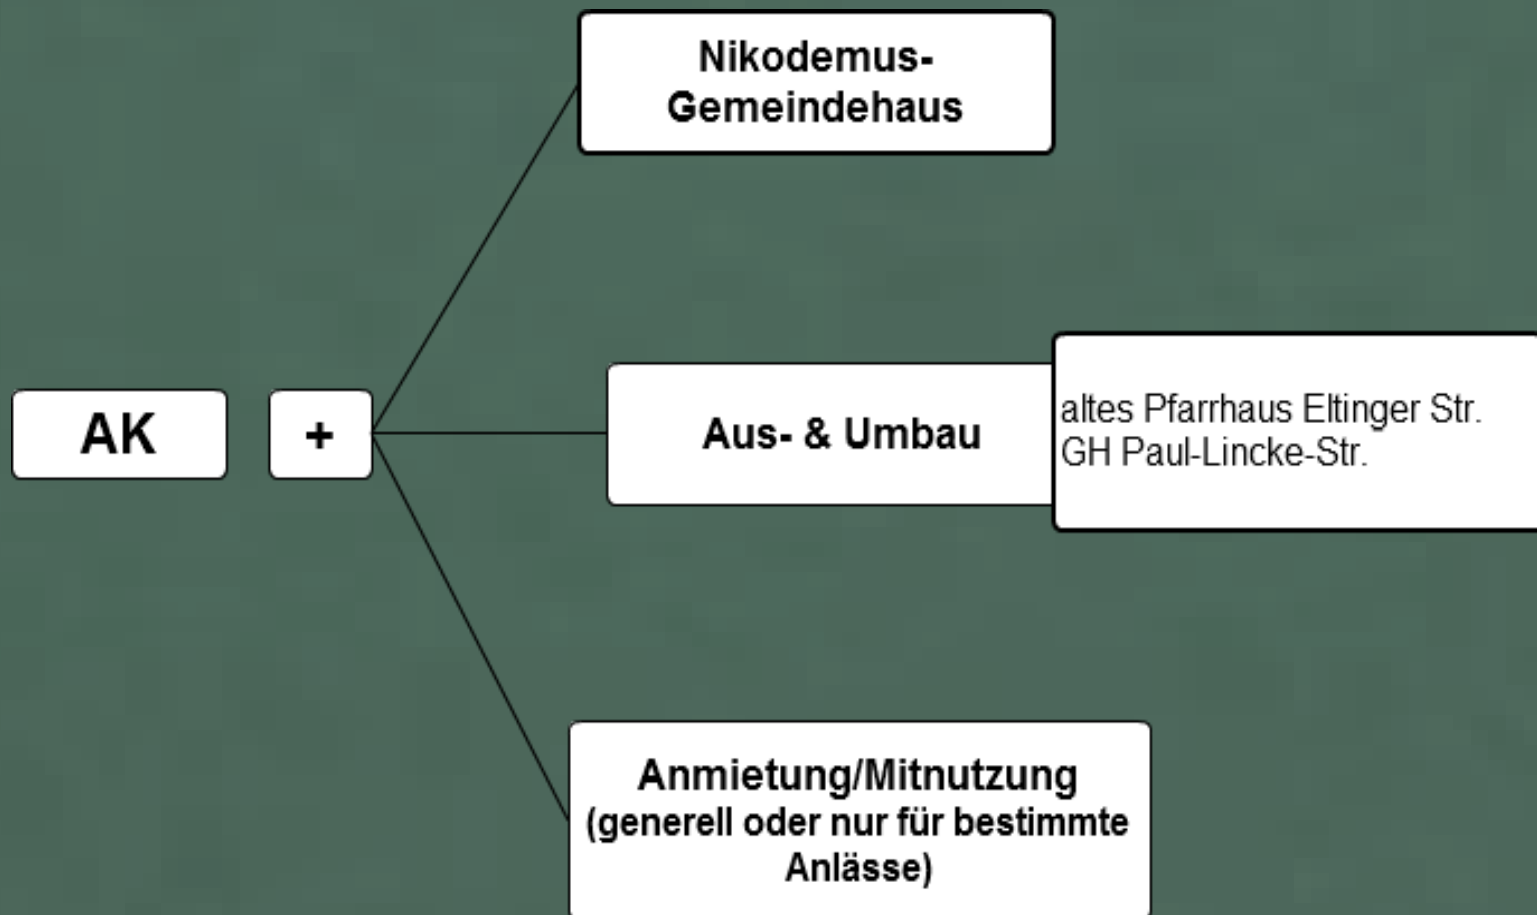 Nikodemus-
Gemeindehaus
AK
+
Aus- & Umbau
altes Pfarrhaus Eltinger Str.
GH Paul-Lincke-Str.
Anmietung/Mitnutzung
(generell oder nur für bestimmte
Anlässe)